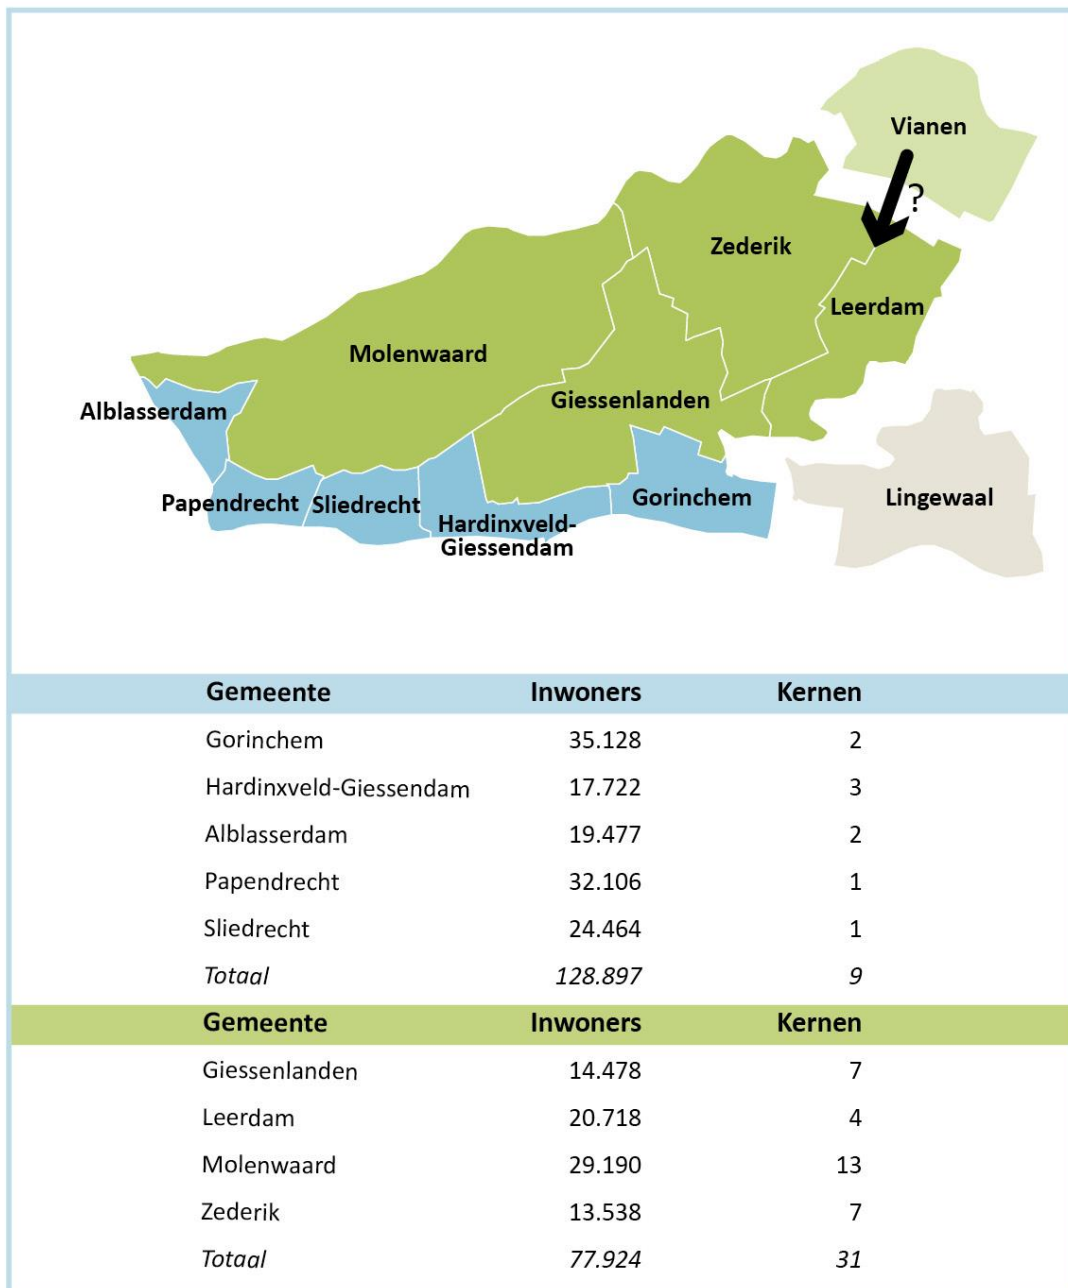 Vianen
?
Zederik
Leerdam
Molenwaard
Giessenlanden
Alblasserdam
Papendrecht
Sliedrecht
Hardinxveld-
Giessendam
Gorinchem
Lingewaal
Gemeente Inwoners Kernen
Gorinchem 35.128 2
Hardinxveld-Giessendam 17.722 3
Alblasserdam 19.477 2
Papendrecht 32.106 1
Sliedrecht 24.464 1
Totaal 128.897 9
Gemeente Inwoners Kernen
Giessenlanden 14.478 7
Leerdam 20.718 4
Molenwaard 29.190 13
Zederik 13.538 7
Totaal 77.924 31